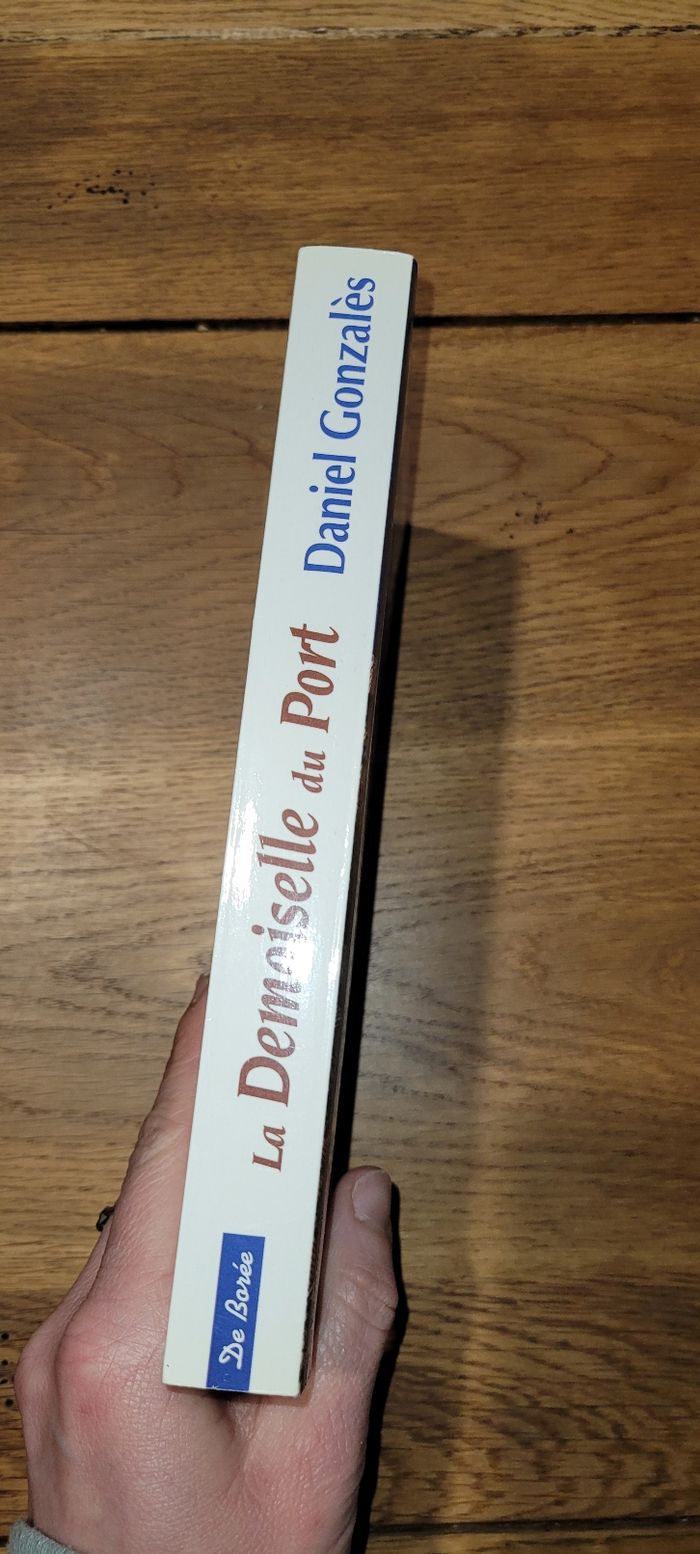 De Borée
La Demoiselle du Port
Daniel Gonzalès